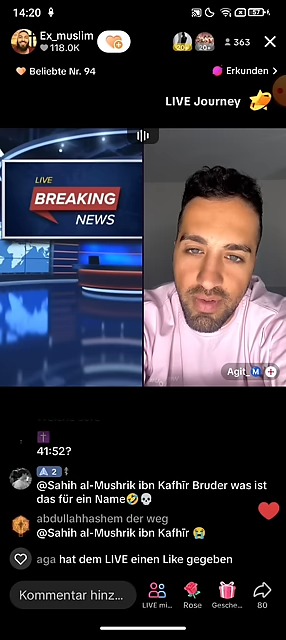 14:20
57
Ex_muslim
118.0K
20+
363
Beliebte Nr. 94
Erkunden >
LIVE Journey
LIVE
BREAKING
NEWS
Agit_M
41:52?
2
@Sahih al-Mushrik ibn Kafhīr Bruder was ist
das für ein Name🤣💀
abdullahhashem der weg
@Sahih al-Mushrik ibn Kafhīr 😭
aga hat dem LIVE einen Like gegeben
Kommentar hinz...
LIVE mi...
Rose
Gesche...
80